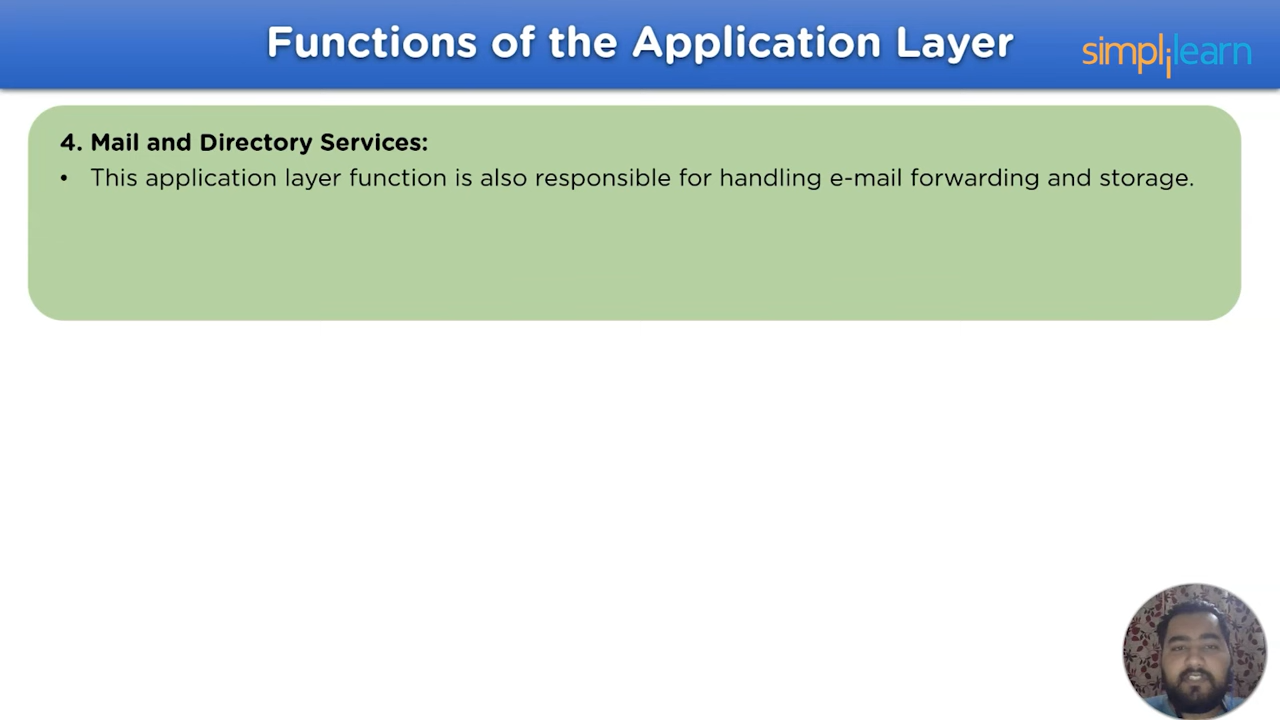 Functions of the Application Layer
simplilearn
4. Mail and Directory Services:
• This application layer function is also responsible for handling e-mail forwarding and storage.